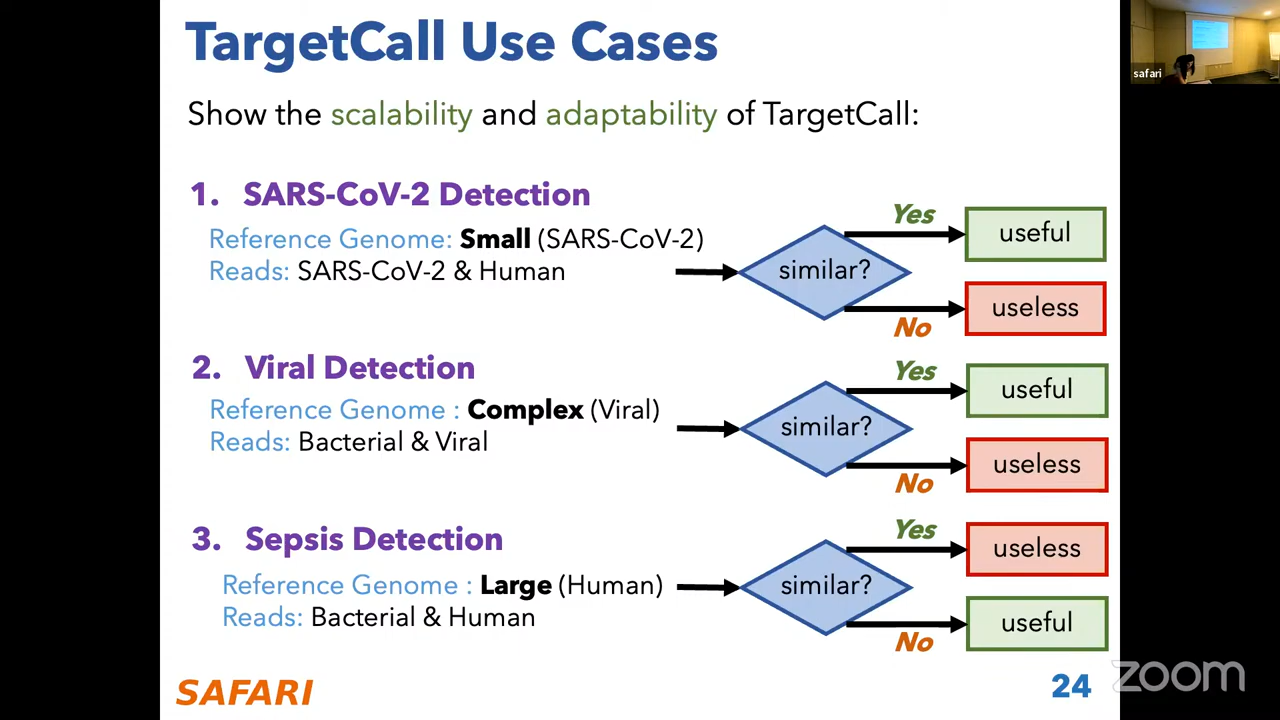 TargetCall Use Cases
safari
Show the scalability and adaptability of TargetCall:
1. SARS-CoV-2 Detection
Reference Genome: Small (SARS-CoV-2)
Reads: SARS-CoV-2 & Human
similar?
Yes
useful
No
useless
2. Viral Detection
Reference Genome : Complex (Viral)
Reads: Bacterial & Viral
similar?
Yes
useful
No
useless
3. Sepsis Detection
Reference Genome : Large (Human)
Reads: Bacterial & Human
similar?
Yes
useless
No
useful
SAFARI
24
zoom